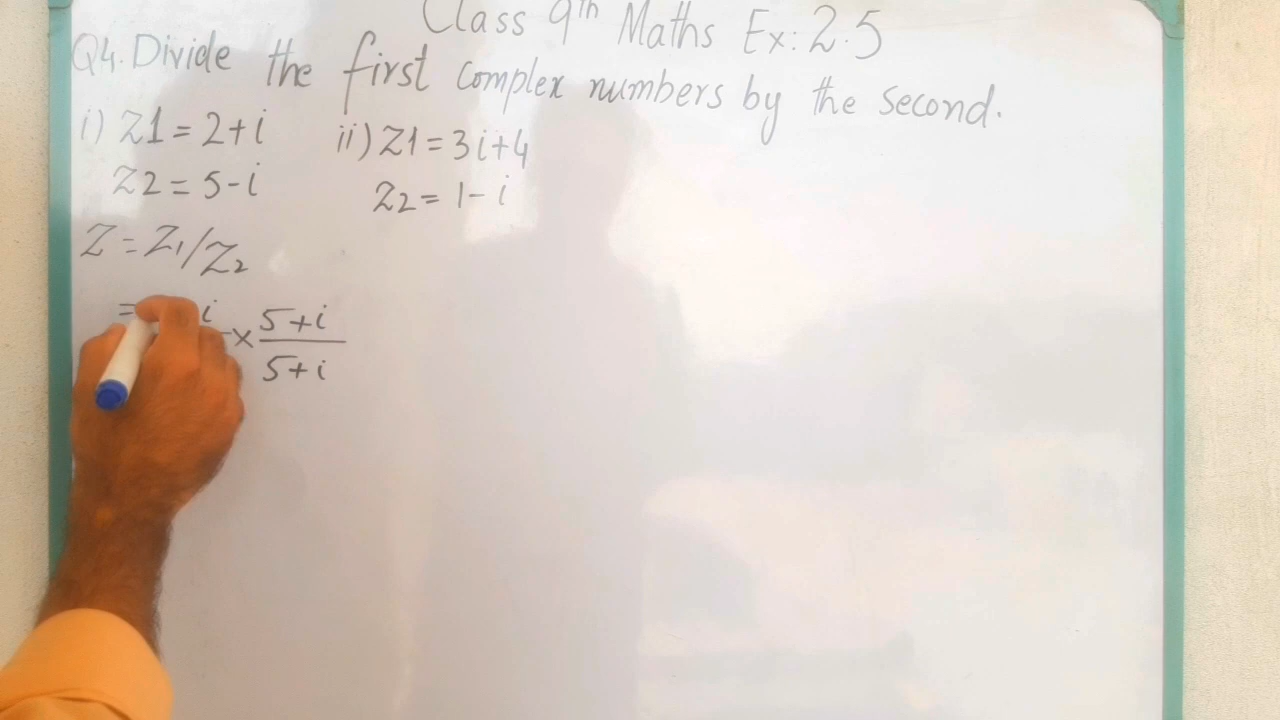 Class 9th Maths Ex: 2.5
Q4. Divide the first complex numbers by the second.
i) Z1 = 2+i
Z2 = 5-i
ii) Z1 = 3i+4
Z2 = 1-i
Z = Z1/Z2
= i × 5+i
5+i